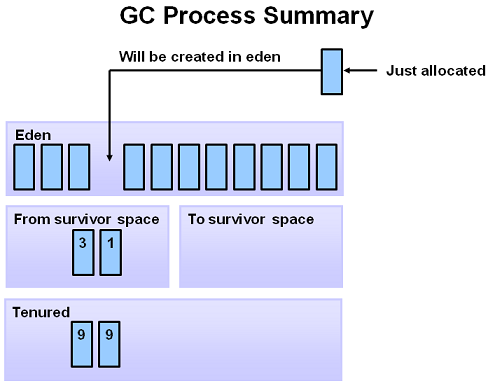 GC Process Summary
Will be created in eden
Just allocated
Eden
From survivor space
To survivor space
3 1
Tenured
9 9